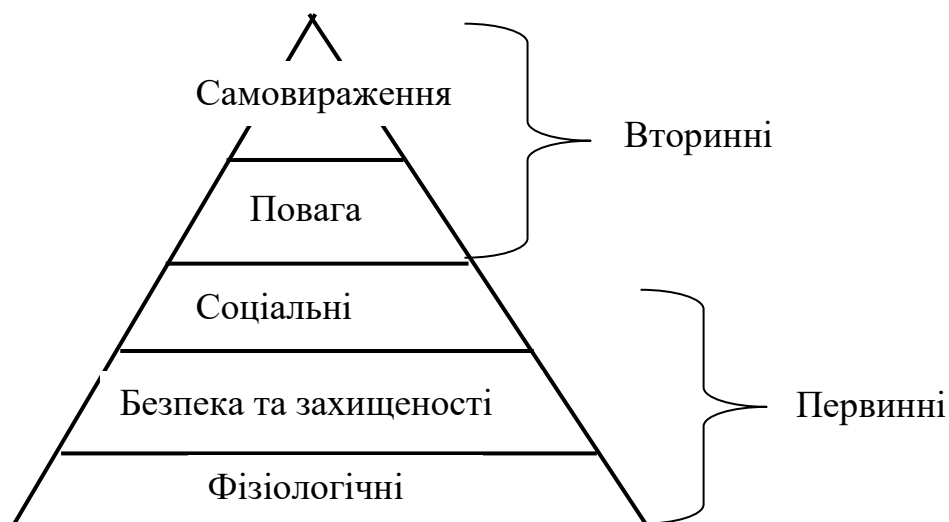 Самовираження
Вторинні
Повага
Соціальні
Безпека та захищеності
Первинні
Фізіологічні